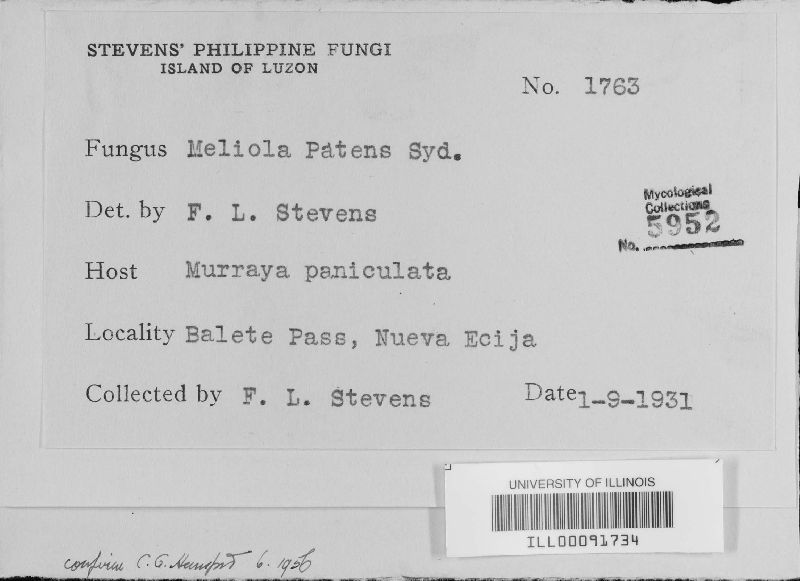 STEVENS' PHILIPPINE FUNGI
ISLAND OF LUZON
No. 1763
Fungus Meliola Patens Syd.
Det. by F. L. Stevens
Mycological
Collections
5952
No.
Host Murraya paniculata
Locality Balete Pass, Nueva Ecija
Collected by F. L. Stevens Date 1-9-1931
UNIVERSITY OF ILLINOIS
ILL00091734
C. G. Hansford 6. 1956